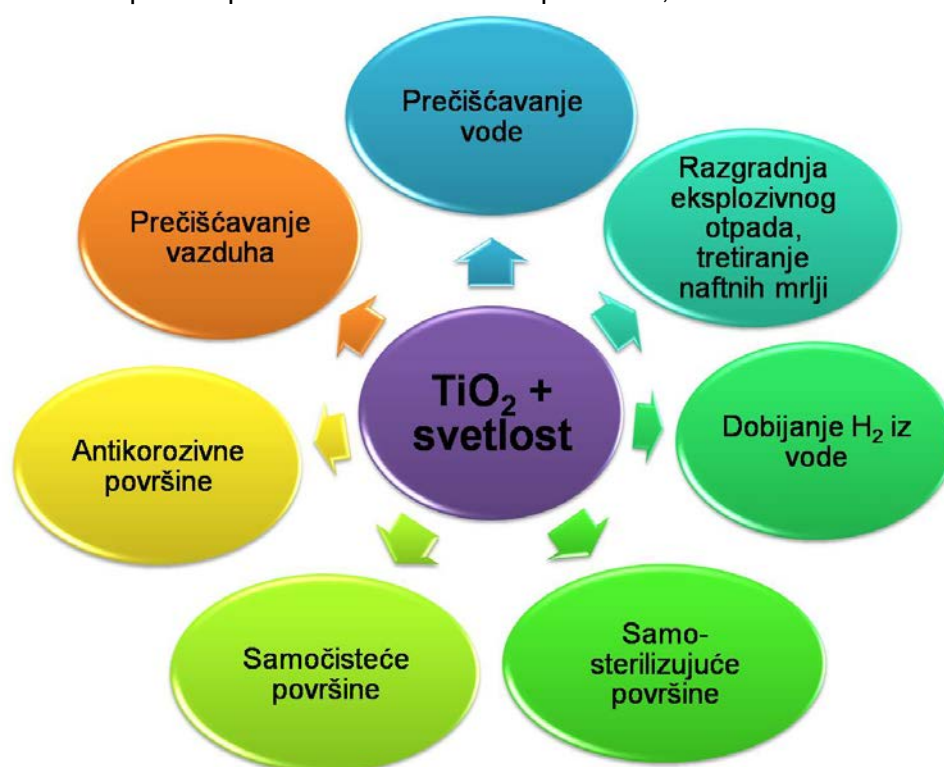 Prečišćavanje
vode
Razgradnja
eksplozivnog
otpada,
tretiranje
naftnih mrlji
Dobijanje H₂ iz
vode
Samo-
sterilizujuće
površine
Samočisteće
površine
Antikorozivne
površine
Prečišćavanje
vazduha
TiO₂ +
svetlost